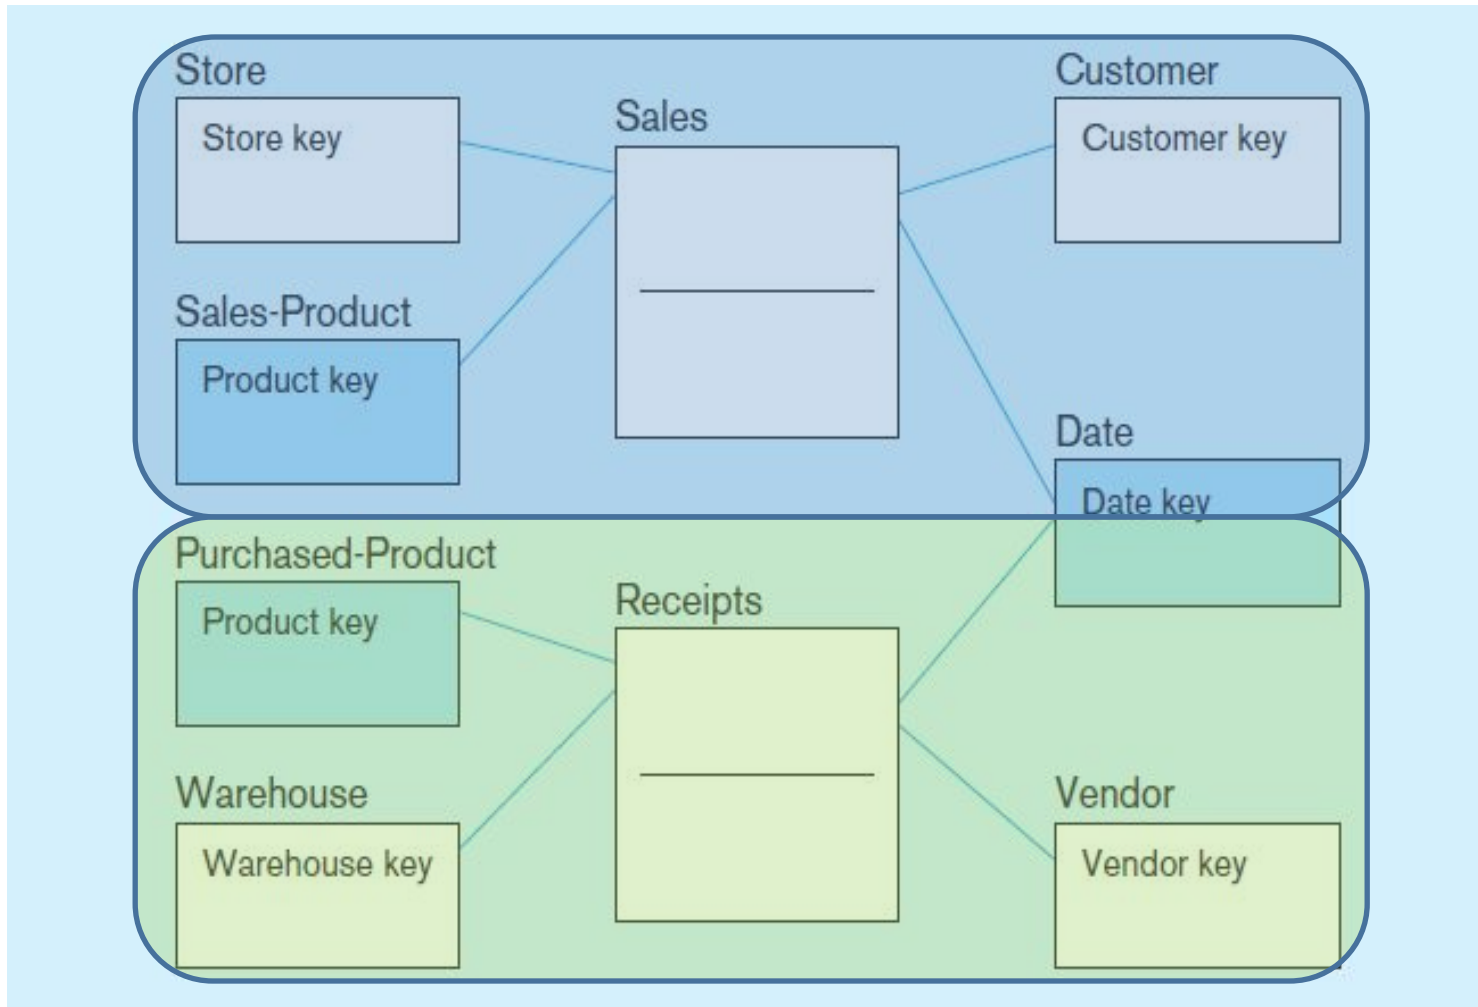 Store
Store key
Sales
Customer
Customer key
Sales-Product
Product key
Date
Date key
Purchased-Product
Product key
Receipts
Warehouse
Warehouse key
Vendor
Vendor key